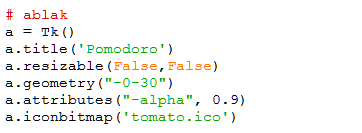 # ablak
a = Tk()
a.title('Pomodoro')
a.resizable(False,False)
a.geometry("-0-30")
a.attributes("-alpha", 0.9)
a.iconbitmap('tomato.ico')